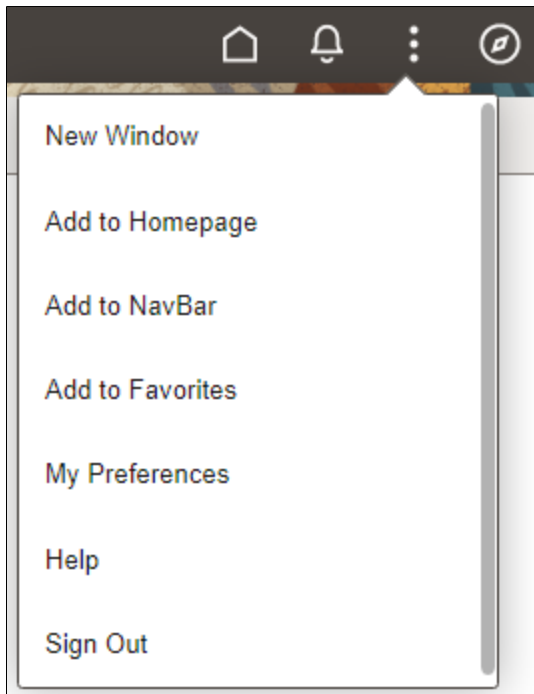 New Window
Add to Homepage
Add to NavBar
Add to Favorites
My Preferences
Help
Sign Out